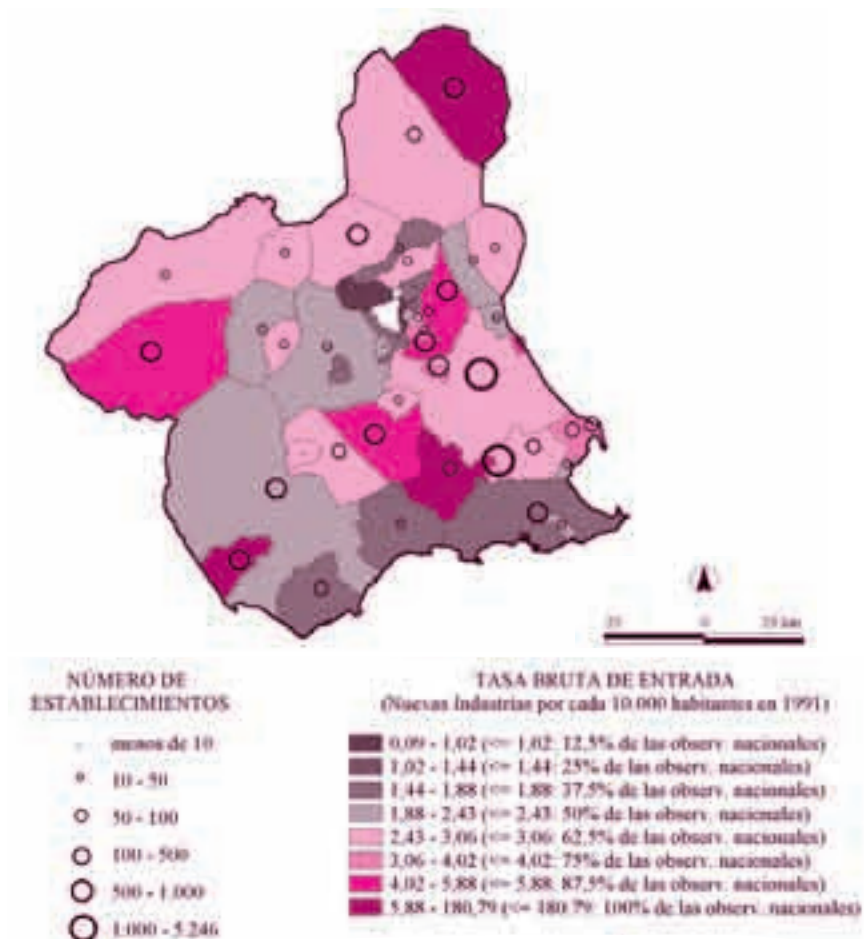 0
NÚMERO DE
ESTABLECIMIENTOS
menos de 10
10 - 50
50 - 100
100 - 500
500 - 1.000
1.000 - 5.246
TASA BRUTA DE ENTRADA
(Nuevas Industrias por cada 10.000 habitantes en 1991)
0,09 - 1,02 (<= 1,02: 12,5% de las observ. nacionales)
1,02 - 1,44 (<= 1,44: 25% de las observ. nacionales)
1,44 - 1,88 (<= 1,88: 37,5% de las observ. nacionales)
1,88 - 2,43 (<= 2,43: 50% de las observ. nacionales)
2,43 - 3,06 (<= 3,06: 62,5% de las observ. nacionales)
3,06 - 4,02 (<= 4,02: 75% de las observ. nacionales)
4,02 - 5,88 (<= 5,88: 87,5% de las observ. nacionales)
5,88 - 180,79 (<= 180,79: 100% de las observ. nacionales)